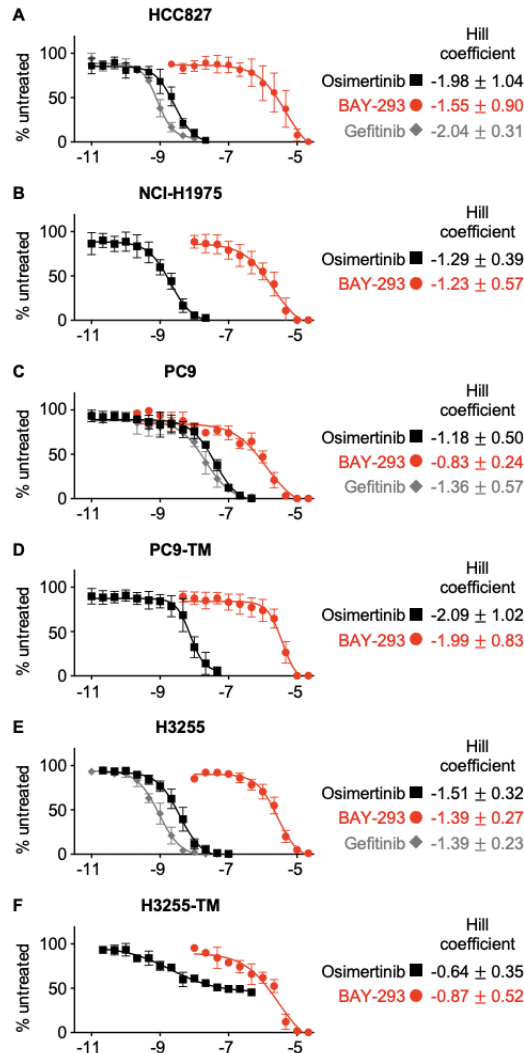 A
HCC827
% untreated
100
50
0
-11
-9
-7
-5
Hill
coefficient
Osimertinib -1.98 ± 1.04
BAY-293 -1.55 ± 0.90
Gefitinib -2.04 ± 0.31
B
NCI-H1975
% untreated
100
50
0
-11
-9
-7
-5
Hill
coefficient
Osimertinib -1.29 ± 0.39
BAY-293 -1.23 ± 0.57
C
PC9
% untreated
100
50
0
-11
-9
-7
-5
Hill
coefficient
Osimertinib -1.18 ± 0.50
BAY-293 -0.83 ± 0.24
Gefitinib -1.36 ± 0.57
D
PC9-TM
% untreated
100
50
0
-11
-9
-7
-5
Hill
coefficient
Osimertinib -2.09 ± 1.02
BAY-293 -1.99 ± 0.83
E
H3255
% untreated
100
50
0
-11
-9
-7
-5
Hill
coefficient
Osimertinib -1.51 ± 0.32
BAY-293 -1.39 ± 0.27
Gefitinib -1.39 ± 0.23
F
H3255-TM
% untreated
100
50
0
-11
-9
-7
-5
Hill
coefficient
Osimertinib -0.64 ± 0.35
BAY-293 -0.87 ± 0.52